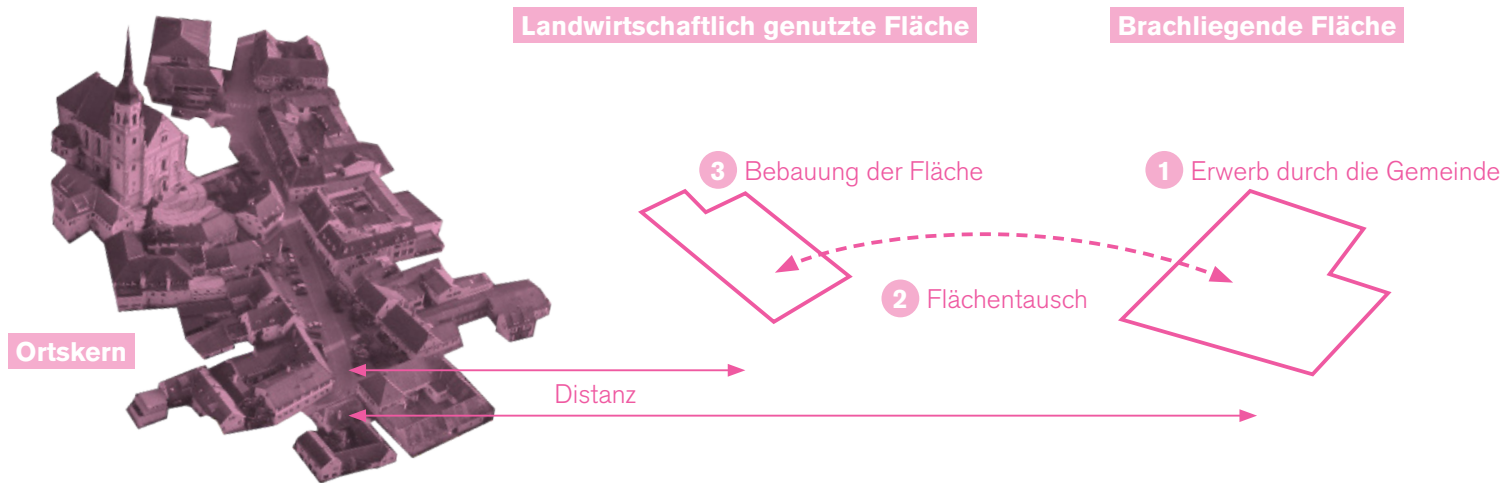 Landwirtschaftlich genutzte Fläche
Brachliegende Fläche
3 Bebauung der Fläche
1 Erwerb durch die Gemeinde
2 Flächentausch
Ortskern
Distanz